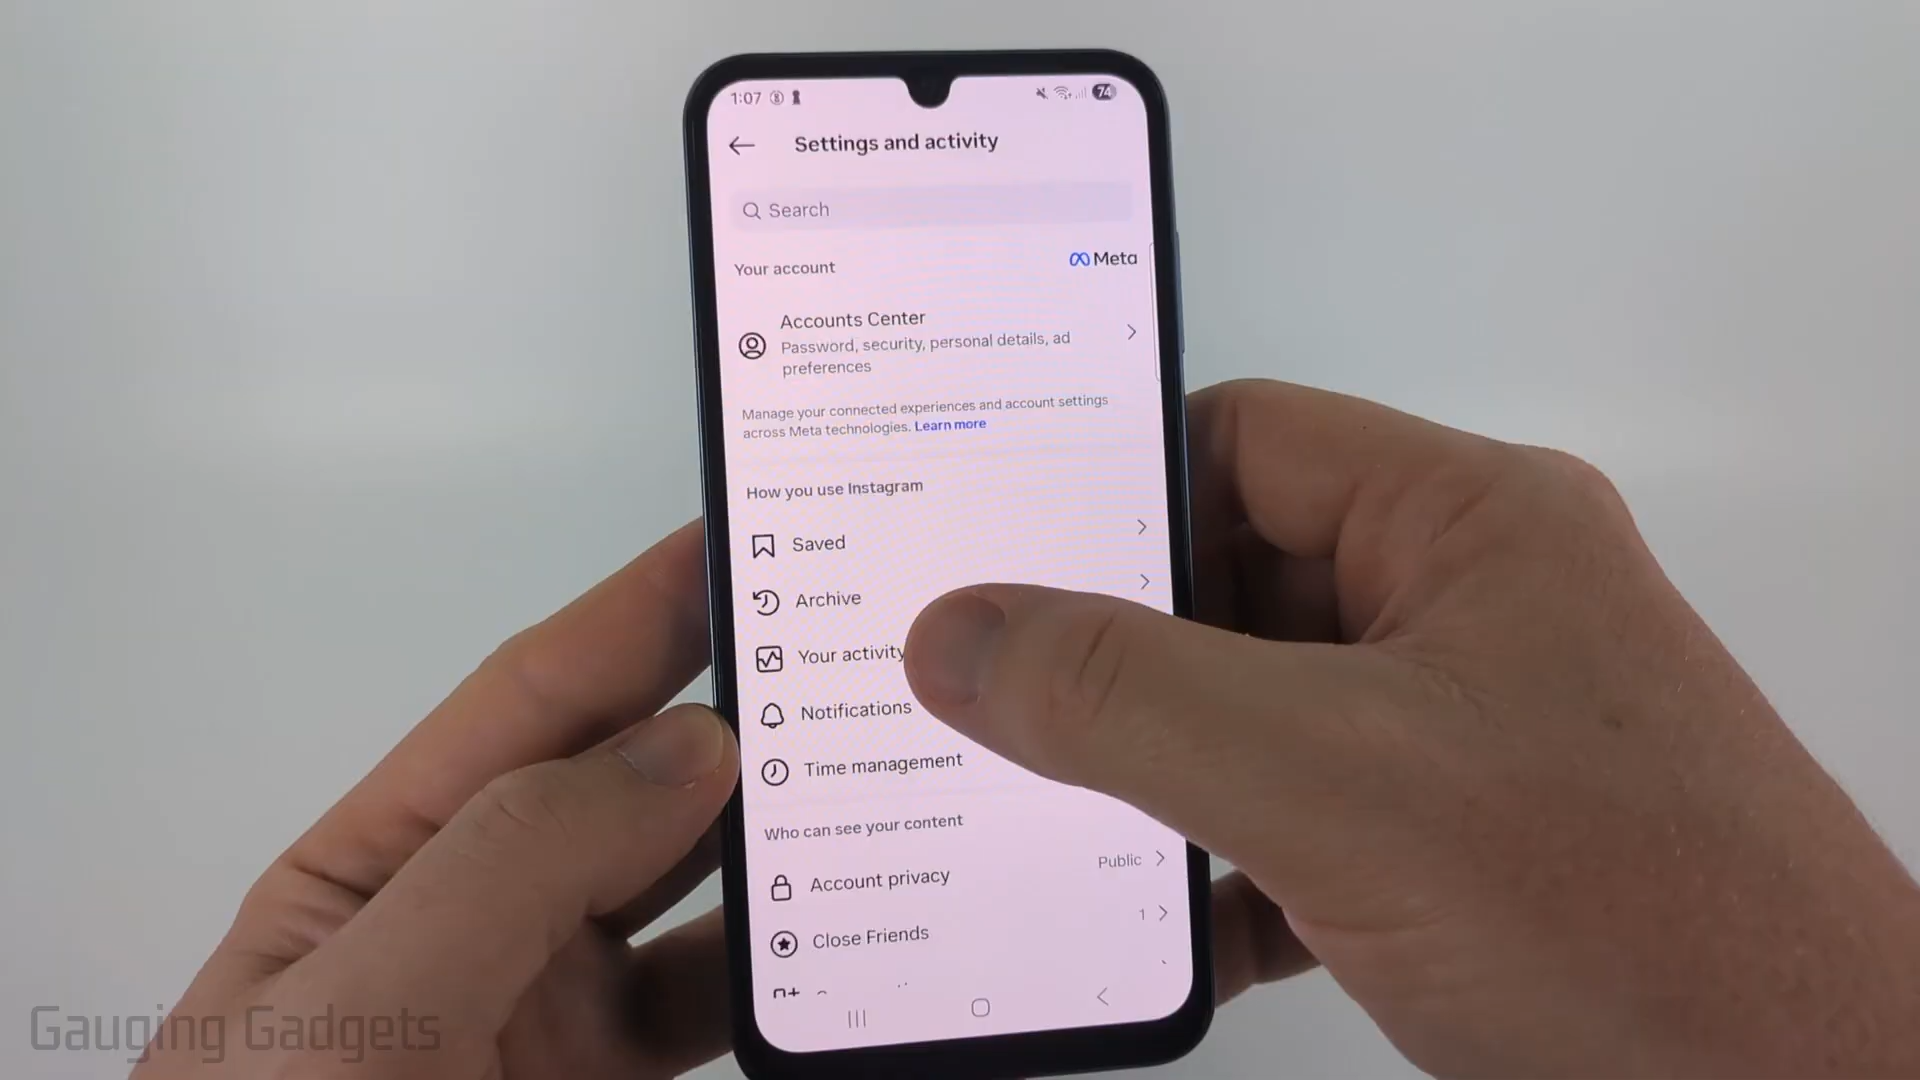 1:07
74
Settings and activity
Search
Your account
Meta
Accounts Center
Password, security, personal details, ad
preferences
Manage your connected experiences and account settings
across Meta technologies. Learn more
How you use Instagram
Saved
Archive
Your activity
Notifications
Time management
Who can see your content
Account privacy
Public
Close Friends
1
Gauging Gadgets